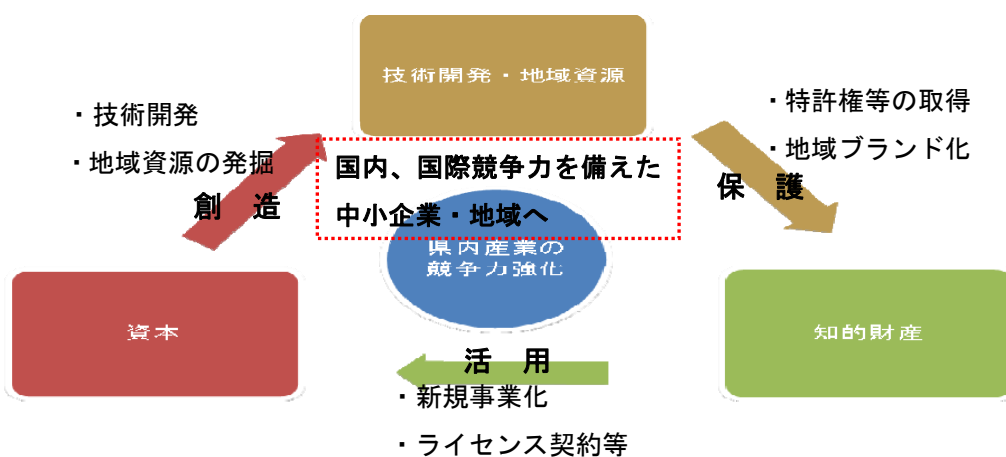 技術開発・地域資源
・技術開発
・地域資源の発掘
創　造
・特許権等の取得
・地域ブランド化
保　護
国内、国際競争力を備えた
中小企業・地域へ
県内産業の
競争力強化
資本
知的財産
活　用
・新規事業化
・ライセンス契約等